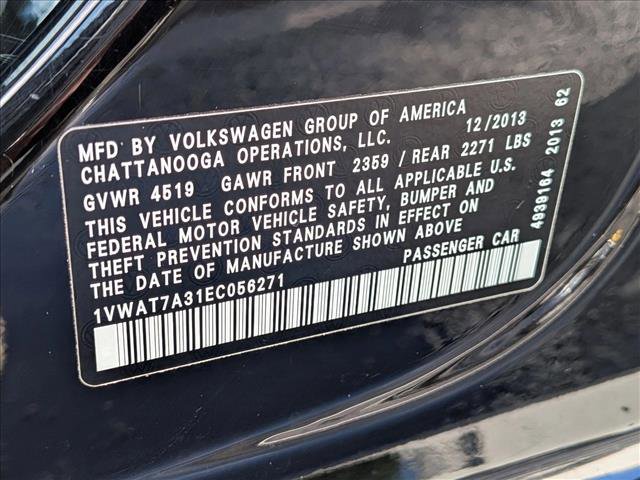 MFD BY VOLKSWAGEN GROUP OF AMERICA 12/2013
CHATTANOOGA OPERATIONS, LLC.
GVWR 4519 GAWR FRONT 2359 / REAR 2271 LBS
THIS VEHICLE CONFORMS TO ALL APPLICABLE U.S.
FEDERAL MOTOR VEHICLE SAFETY, BUMPER AND
THEFT PREVENTION STANDARDS IN EFFECT ON
THE DATE OF MANUFACTURE SHOWN ABOVE
1VWAT7A31EC056271 PASSENGER CAR
4939164 2013 62